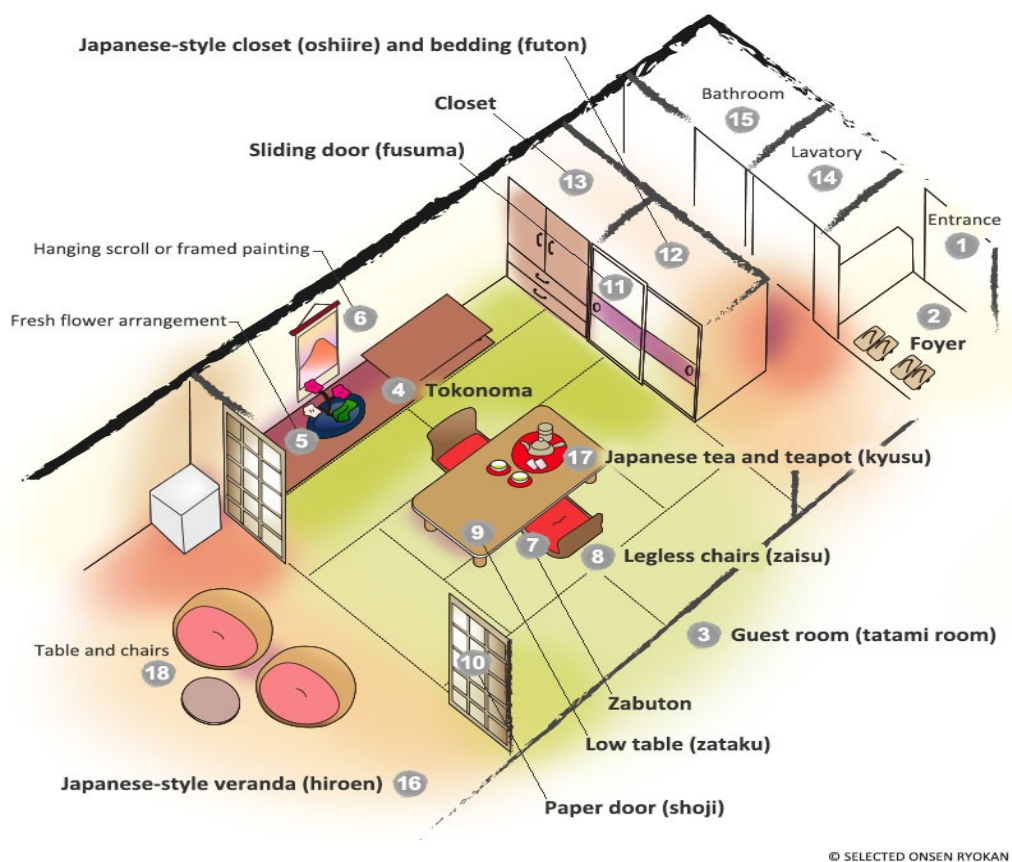 Japanese-style closet (oshiire) and bedding (futon)
Bathroom
15
Closet
Lavatory
14
Sliding door (fusuma)
13
Entrance
1
Hanging scroll or framed painting
12
11
6
2
Fresh flower arrangement
Foyer
4 Tokonoma
5
17 Japanese tea and teapot (kyusu)
9
7
8 Legless chairs (zaisu)
3 Guest room (tatami room)
Table and chairs
18
10
Zabuton
Low table (zataku)
Japanese-style veranda (hiroen) 16
Paper door (shoji)
© SELECTED ONSEN RYOKAN